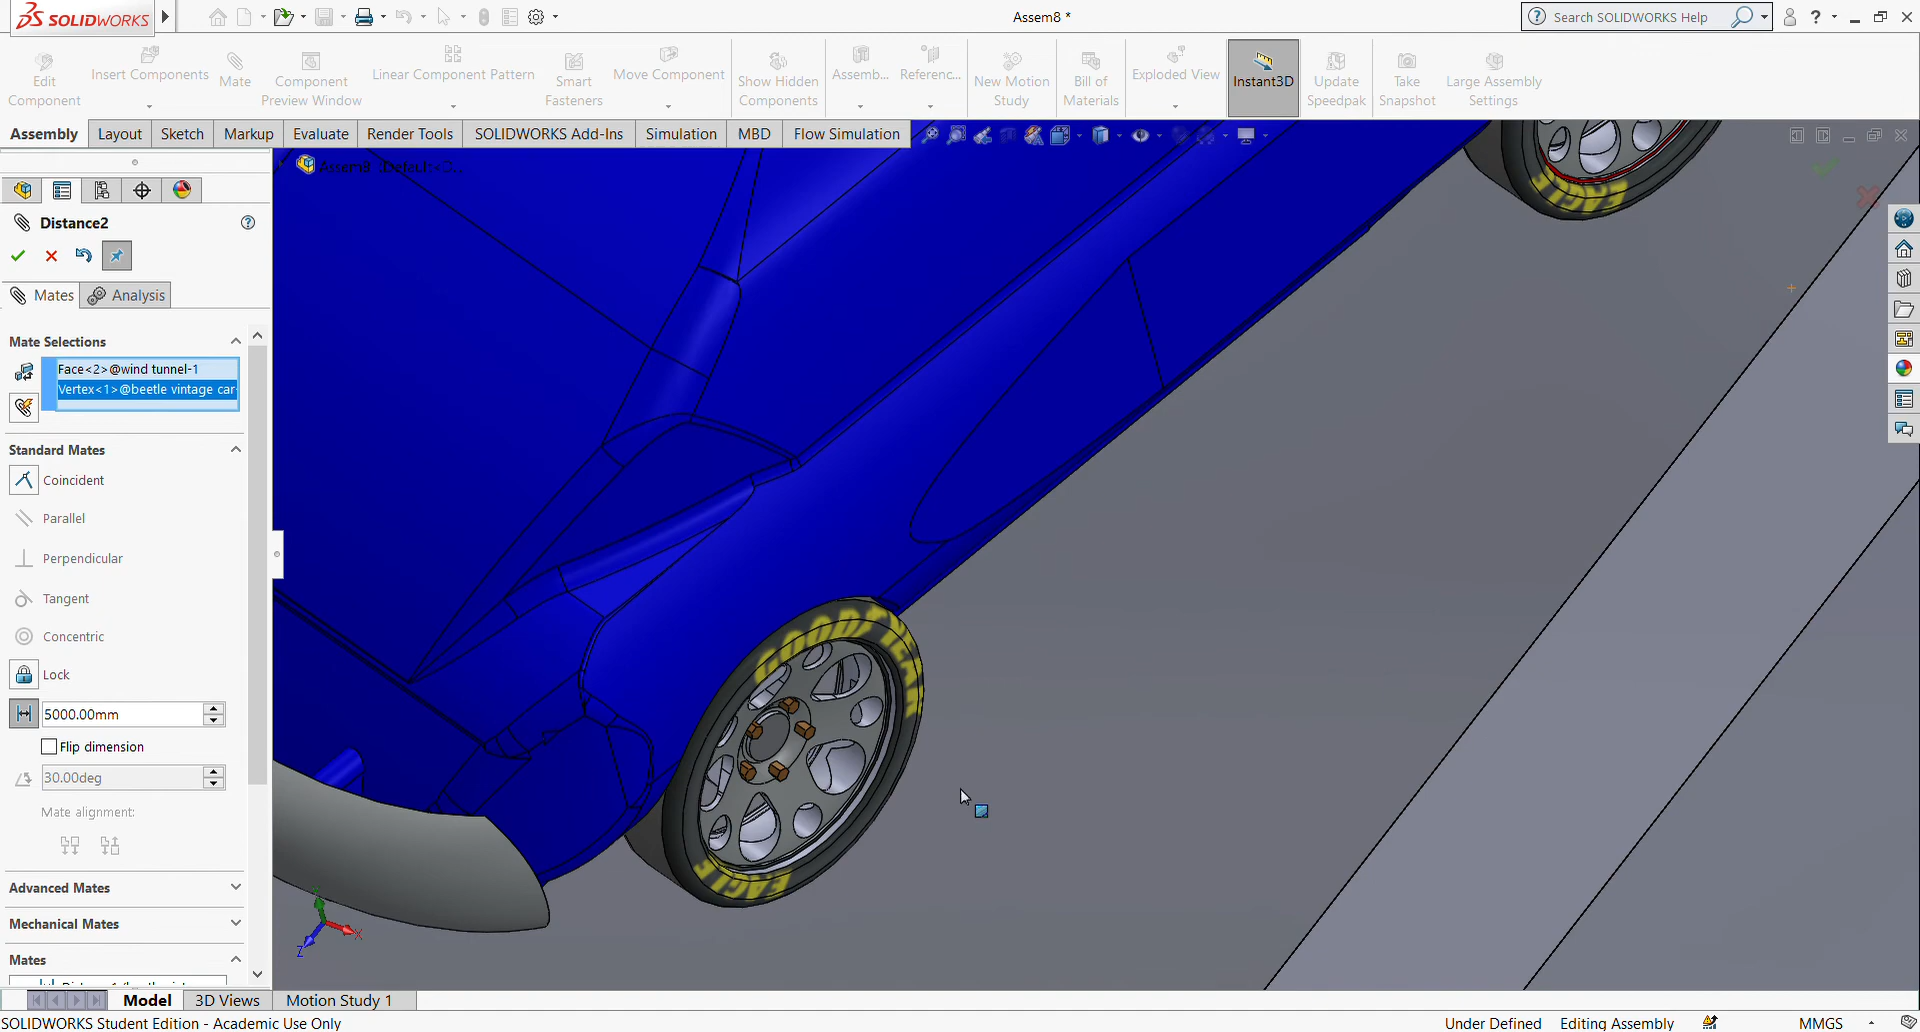 SOLIDWORKS
Assem8 *
Search SOLIDWORKS Help
Edit Component
Insert Components
Mate
Component Preview Window
Linear Component Pattern
Smart Fasteners
Move Component
Show Hidden Components
Assemb...
Referenc...
New Motion Study
Bill of Materials
Exploded View
Instant3D
Update Speedpak
Take Snapshot
Large Assembly Settings
Assembly
Layout
Sketch
Markup
Evaluate
Render Tools
SOLIDWORKS Add-Ins
Simulation
MBD
Flow Simulation
Assem8 (Default<D...
Distance2
Mates
Analysis
Mate Selections
Face<2>@wind tunnel-1
Vertex<1>@beetle vintage car
Standard Mates
Coincident
Parallel
Perpendicular
Tangent
Concentric
Lock
5000.00mm
Flip dimension
30.00deg
Mate alignment:
Advanced Mates
Mechanical Mates
Mates
EAGLE
GOODYEAR
EAGLE
X
Z
Model
3D Views
Motion Study 1
SOLIDWORKS Student Edition - Academic Use Only
Under Defined
Editing Assembly
MMGS